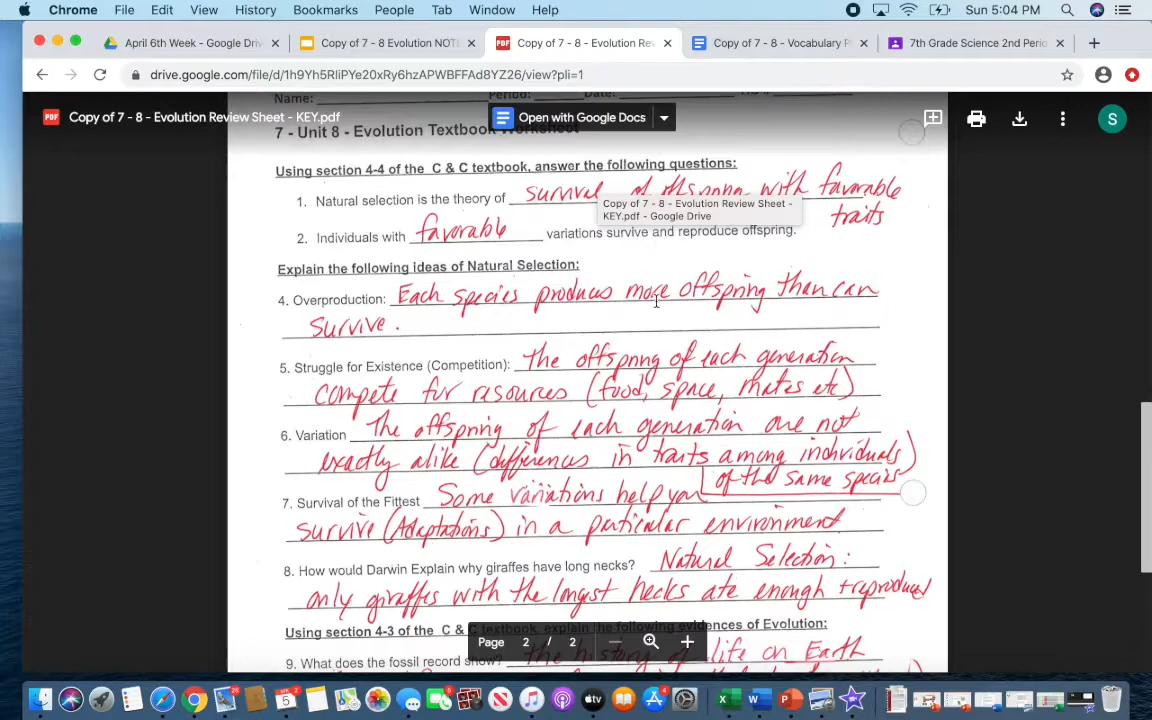 Chrome File Edit View History Bookmarks People Tab Window Help Sun 5:04 PM
April 6th Week - Google Driv × Copy of 7 - 8 Evolution NOTE × Copy of 7 - 8 - Evolution Rev × Copy of 7 - 8 - Vocabulary P × 7th Grade Science 2nd Perio × +
drive.google.com/file/d/1h9Yh5RliPYe20xRy6hzAPWBFFAd8YZ26/view?pli=1
Name: Period: Date:
PDF Copy of 7 - 8 - Evolution Review Sheet - KEY.pdf Open with Google Docs S
7 - Unit 8 - Evolution Textbook Worksheet
Using section 4-4 of the C & C textbook, answer the following questions:
1. Natural selection is the theory of survival of offspring with favorable
traits
Copy of 7 - 8 - Evolution Review Sheet -
KEY.pdf - Google Drive
2. Individuals with favorable variations survive and reproduce offspring.
Explain the following ideas of Natural Selection:
4. Overproduction: Each species produces more offspring than can
survive.
5. Struggle for Existence (Competition): the offspring of each generation
compete for resources (food, space, mates etc)
6. Variation The offspring of each generation are not
exactly alike (differences in traits among individuals)
of the same species
7. Survival of the Fittest Some variations help you
survive (Adaptations) in a particular environment
8. How would Darwin Explain why giraffes have long necks? Natural Selection:
only giraffes with the longest necks ate enough + reproduced
Using section 4-3 of the C & C textbook, explain the following evidences of Evolution:
Page 2 / 2
9. What does the fossil record show? the history of life on Earth